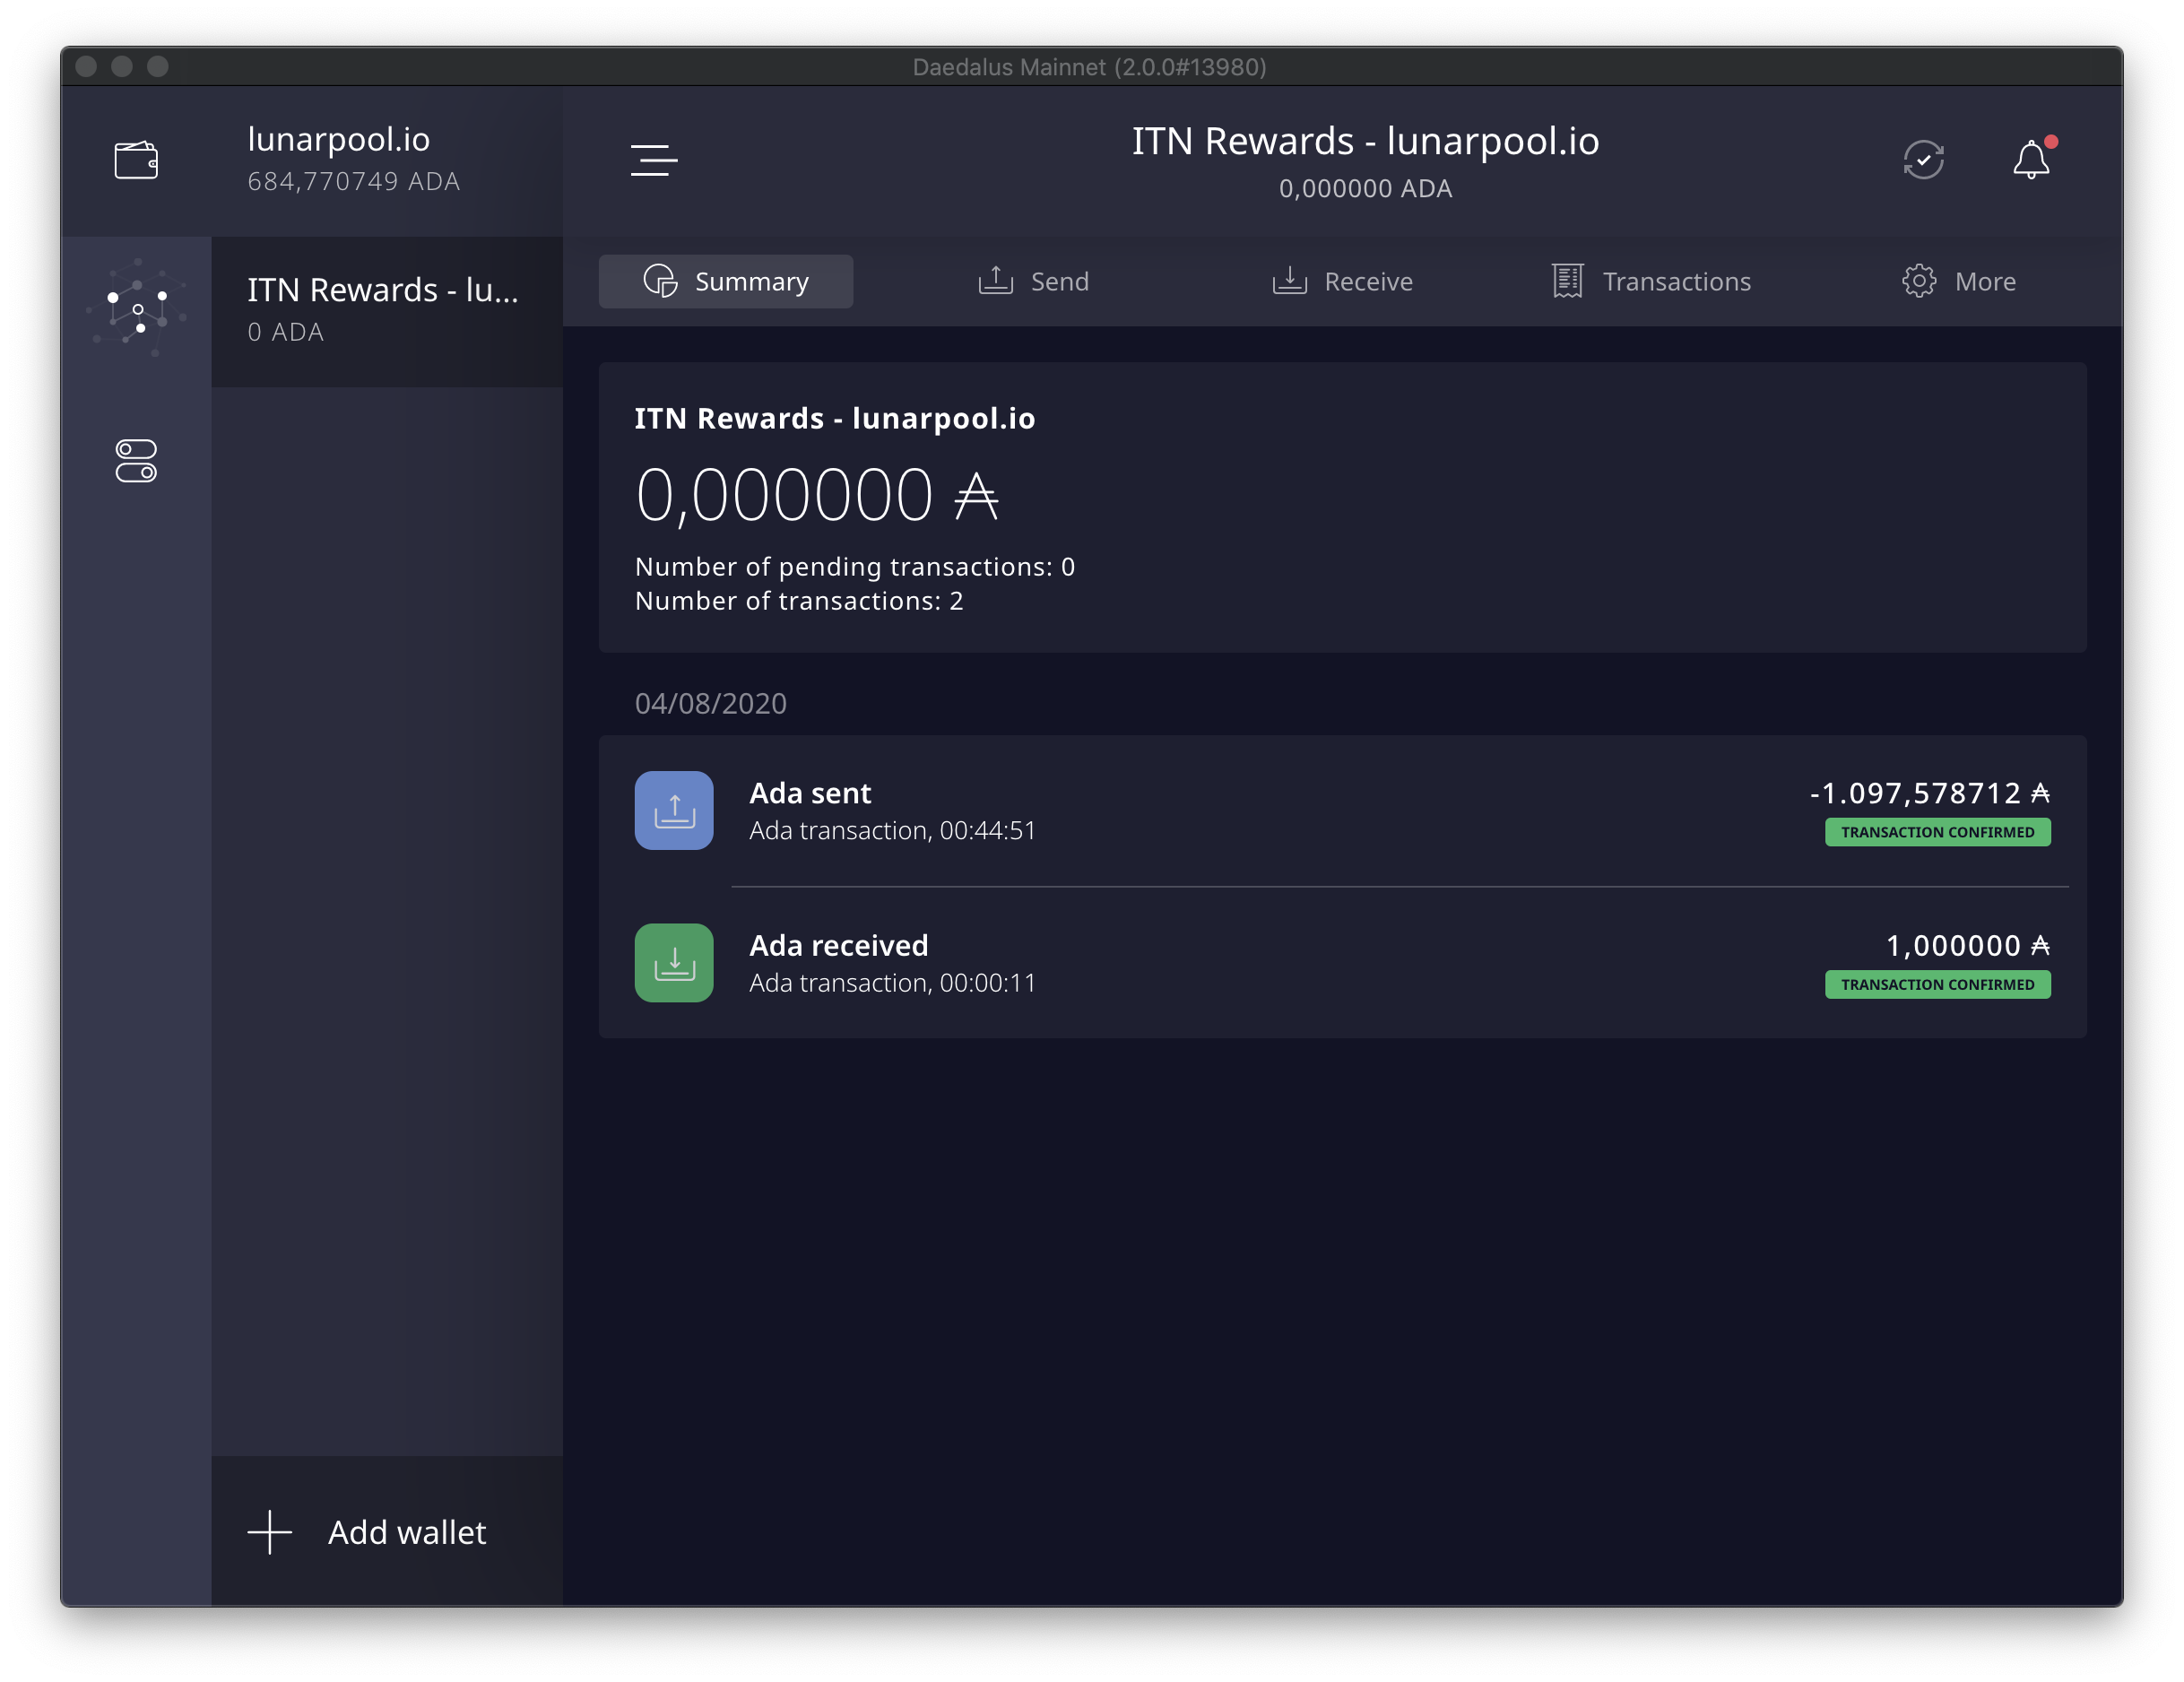 Daedalus Mainnet (2.0.0#13980)
lunarpool.io
684,770749 ADA
ITN Rewards - lunarpool.io
0,000000 ADA
ITN Rewards - lu...
0 ADA
Summary
Send
Receive
Transactions
More
ITN Rewards - lunarpool.io
0,000000 ₳
Number of pending transactions: 0
Number of transactions: 2
04/08/2020
Ada sent
-1.097,578712 ₳
Ada transaction, 00:44:51
TRANSACTION CONFIRMED
Ada received
1,000000 ₳
Ada transaction, 00:00:11
TRANSACTION CONFIRMED
Add wallet